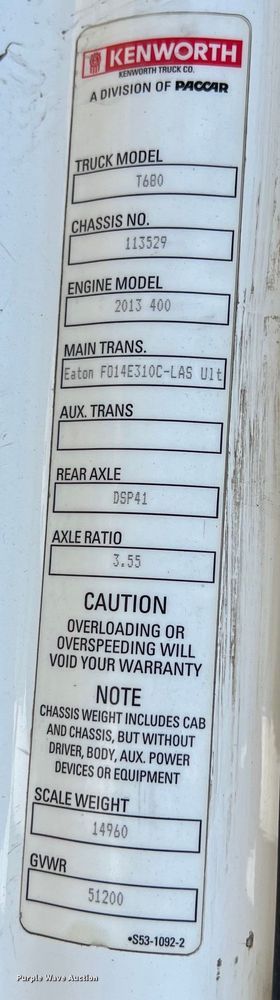 KENWORTH
KENWORTH TRUCK CO.
A DIVISION OF PACCAR
TRUCK MODEL
T680
CHASSIS NO.
113529
ENGINE MODEL
2013 400
MAIN TRANS.
Eaton FO14E310C-LAS Ult
AUX. TRANS
REAR AXLE
DSP41
AXLE RATIO
3.55
CAUTION
OVERLOADING OR
OVERSPEEDING WILL
VOID YOUR WARRANTY
NOTE
CHASSIS WEIGHT INCLUDES CAB
AND CHASSIS, BUT WITHOUT
DRIVER, BODY, AUX. POWER
DEVICES OR EQUIPMENT
SCALE WEIGHT
14960
GVWR
51200
•S53-1092-2
Purple Wave Auction